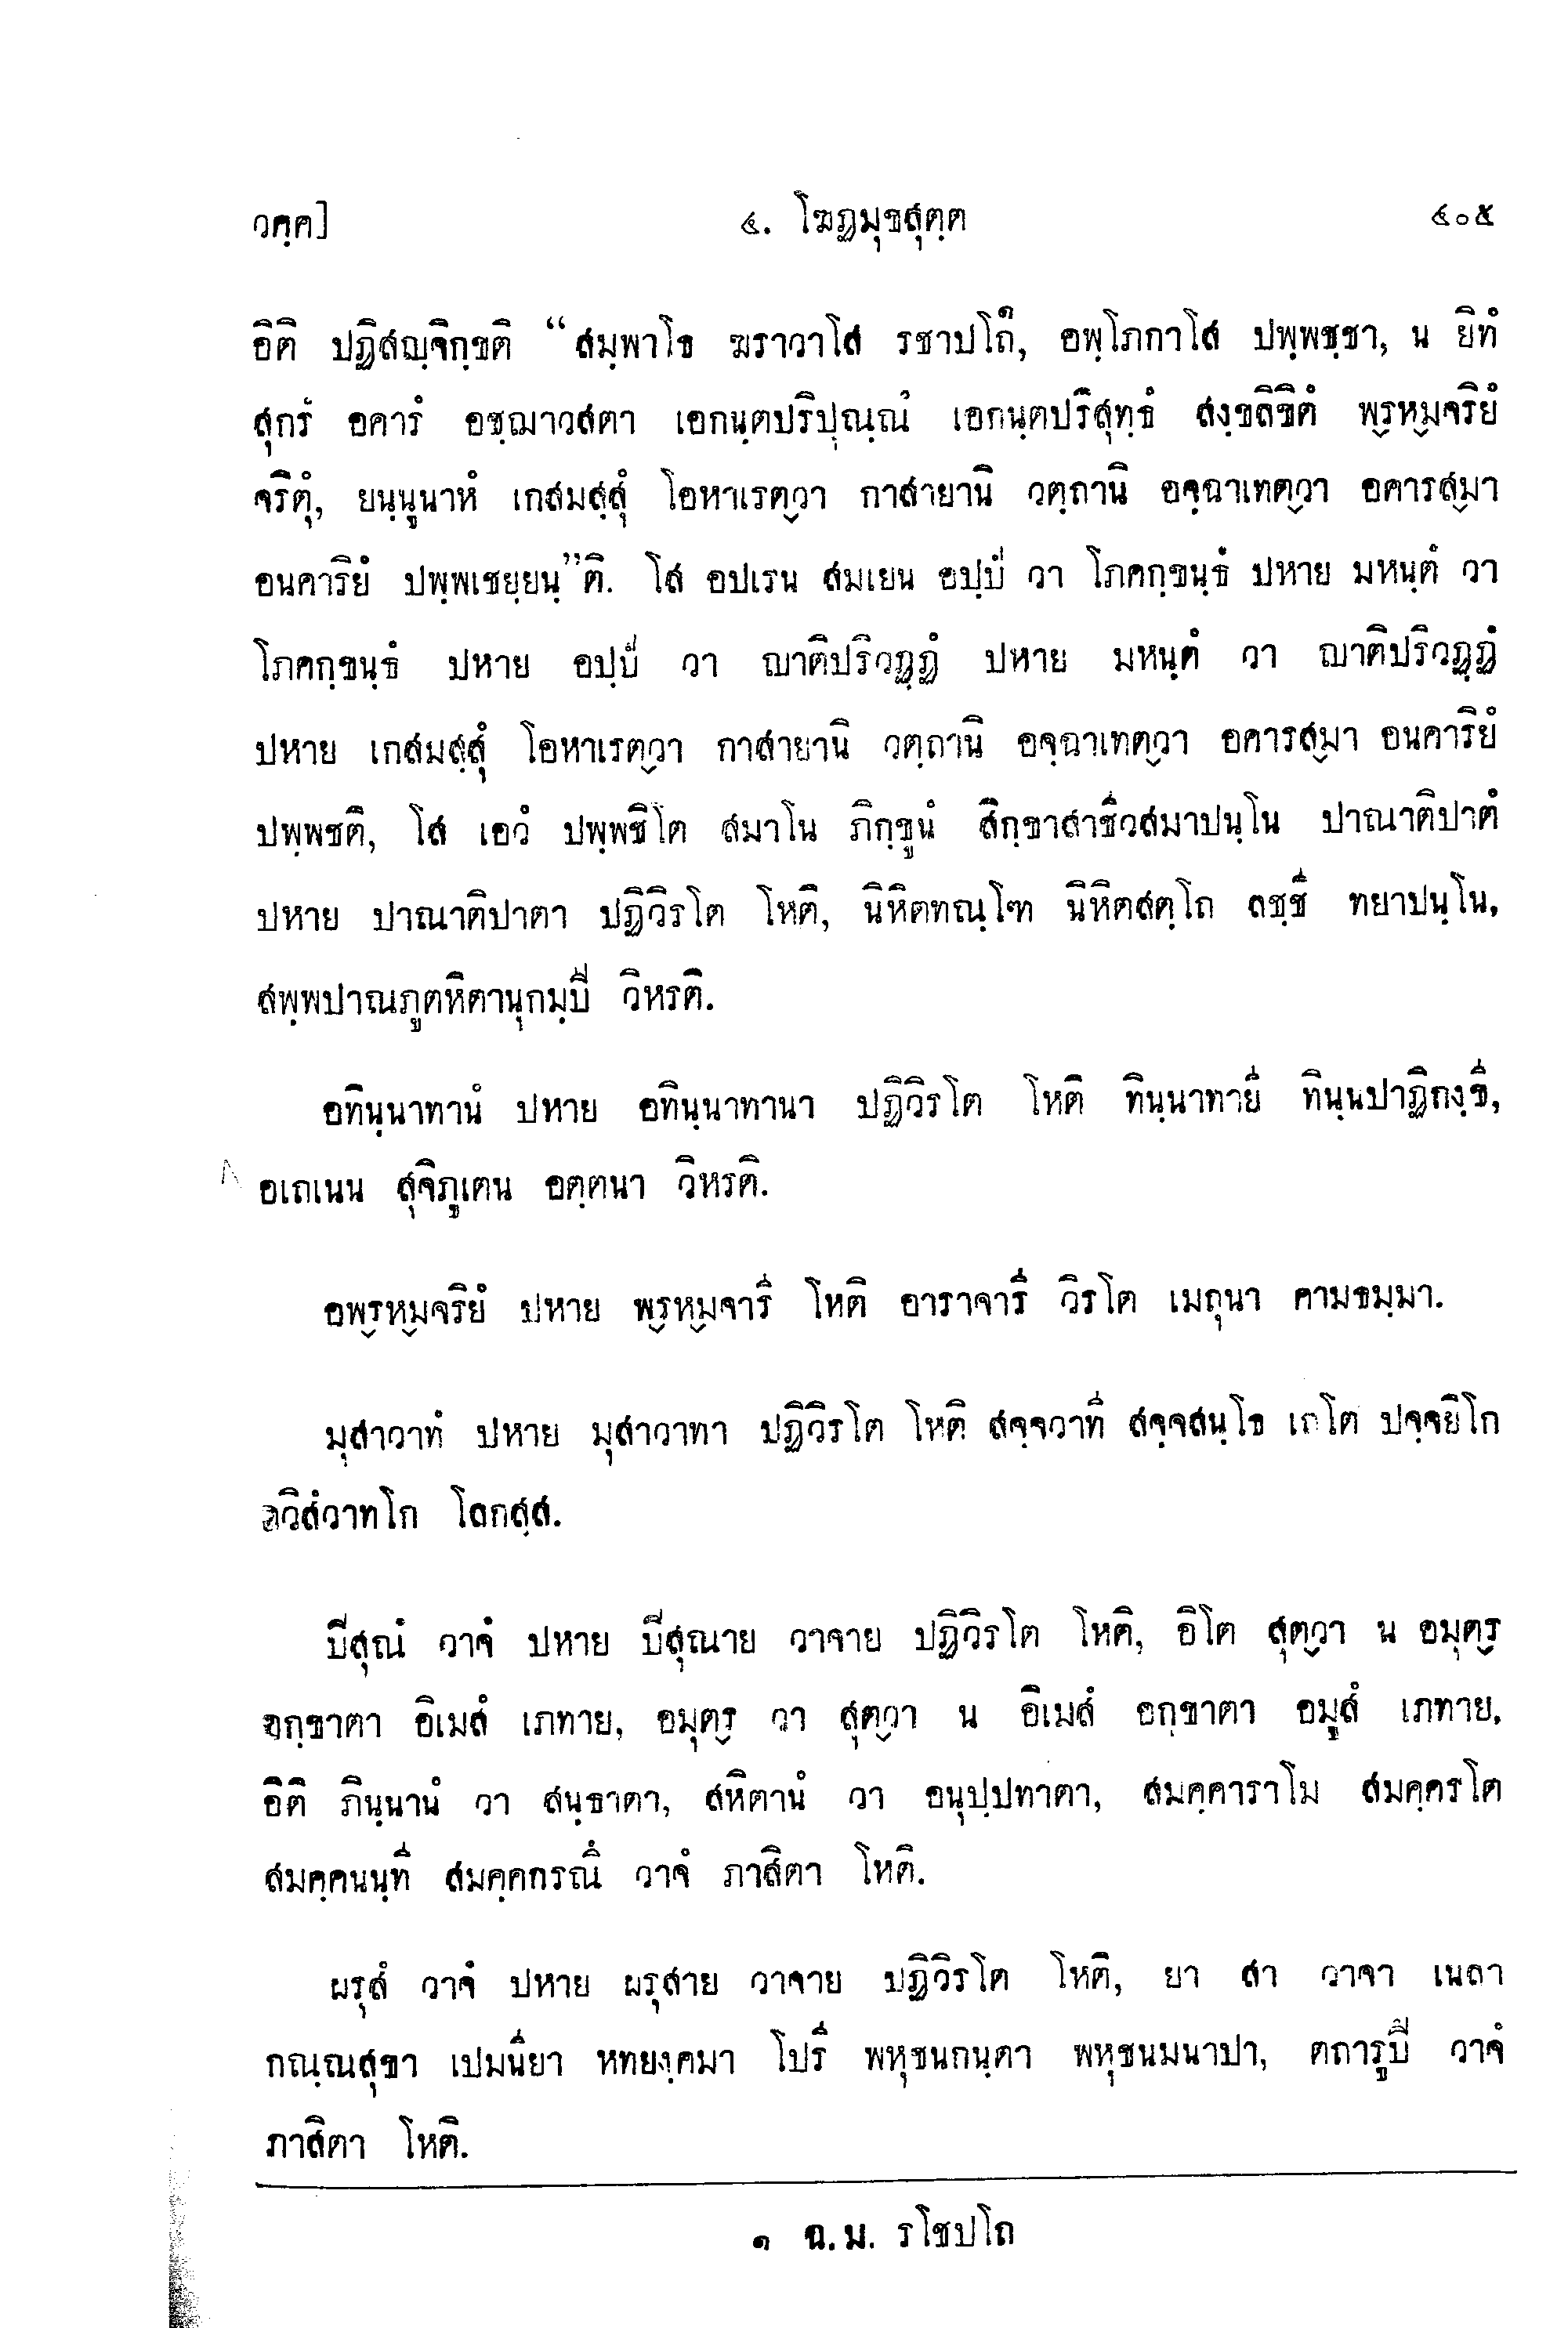 วคฺค]
๔. โฆฏมุขสุตฺต
๔๐๕
อิติ ปฏิสญฺจิกฺขติ “สมฺพาโธ ฆราวาโส รชาปโถ๑, อพฺโภกาโส ปพฺพชฺชา, น ยิทํ
สุกรํ อคารํ อชฺฌาวสตา เอกนฺตปริปุณฺณํ เอกนฺตปริสุทฺธํ สงฺขลิขิตํ พฺรหฺมจริยํ
จริตุํ, ยนฺนูนาหํ เกสมสฺสุํ โอหาเรตฺวา กาสายานิ วตฺถานิ อจฺฉาเทตฺวา อคารสฺมา
อนคาริยํ ปพฺพเชยฺยนฺ”ติ. โส อปเรน สมเยน อปฺปํ วา โภคกฺขนฺธํ ปหาย มหนฺตํ วา
โภคกฺขนฺธํ ปหาย อปฺปํ วา ญาติปริวฏฺฏํ ปหาย มหนฺตํ วา ญาติปริวฏฺฏํ
ปหาย เกสมสฺสุํ โอหาเรตฺวา กาสายานิ วตฺถานิ อจฺฉาเทตฺวา อคารสฺมา อนคาริยํ
ปพฺพชติ, โส เอวํ ปพฺพชิโต สมาโน ภิกฺขูนํ สิกฺขาสาชีวสมาปนฺโน ปาณาติปาตํ
ปหาย ปาณาติปาตา ปฏิวิรโต โหติ, นิหิตทณฺโฑ นิหิตสตฺโถ ลชฺชี ทยาปนฺโน,
สพฺพปาณภูตหิตานุกมฺปี วิหรติ.
อทินฺนาทานํ ปหาย อทินฺนาทานา ปฏิวิรโต โหติ ทินฺนาทายี ทินฺนปาฏิกงฺขี,
อเถเนน สุจิภูเตน อตฺตนา วิหรติ.
อพฺรหฺมจริยํ ปหาย พฺรหฺมจารี โหติ อาราจารี วิรโต เมถุนา คามธมฺมา.
มุสาวาทํ ปหาย มุสาวาทา ปฏิวิรโต โหติ สจฺจวาที สจฺจสนฺโธ เถโต ปจฺจยิโก
อวิสํวาทโก โลกสฺส.
ปิสุณํ วาจํ ปหาย ปิสุณาย วาจาย ปฏิวิรโต โหติ, อิโต สุตฺวา น อมุตฺร
อกฺขาตา อิเมสํ เภทาย, อมุตฺร วา สุตฺวา น อิเมสํ อกฺขาตา อมูสํ เภทาย,
อิติ ภินฺนานํ วา สนฺธาตา, สหิตานํ วา อนุปฺปทาตา, สมคฺคาราโม สมคฺครโต
สมคฺคนนฺที สมคฺคกรณึ วาจํ ภาสิตา โหติ.
ผรุสํ วาจํ ปหาย ผรุสาย วาจาย ปฏิวิรโต โหติ, ยา สา วาจา เนลา
กณฺณสุขา เปมนียา หทยงฺคมา โปรี พหุชนกนฺตา พหุชนมนาปา, ตถารูปึ วาจํ
ภาสิตา โหติ.
๑ ฉ.ม. รโชปโถ